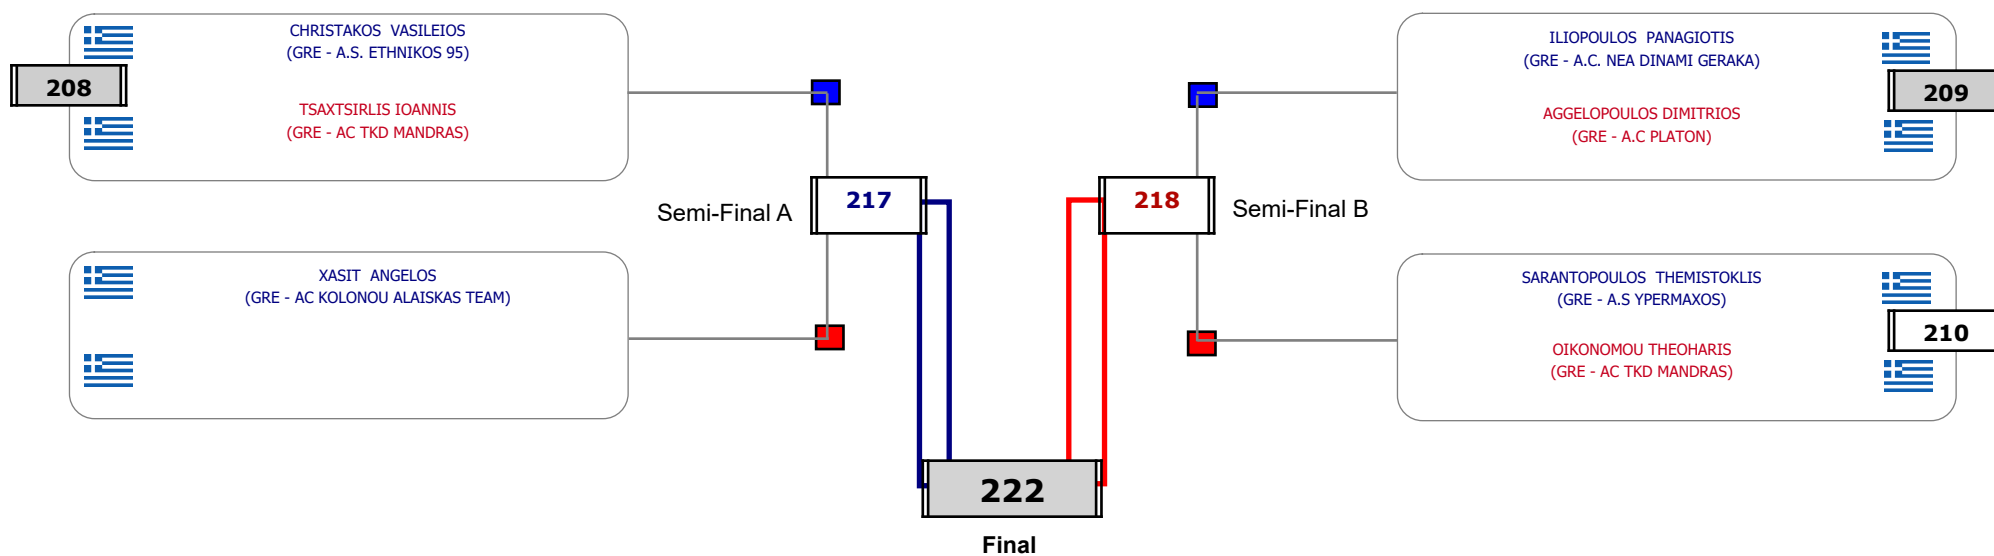 CHRISTAKOS VASILEIOS
(GRE - A.S. ETHNIKOS 95)
208
TSAXTSIRLIS IOANNIS
(GRE - AC TKD MANDRAS)
ILIOPOULOS PANAGIOTIS
(GRE - A.C. NEA DINAMI GERAKA)
209
AGGELOPOULOS DIMITRIOS
(GRE - A.C PLATON)
Semi-Final A
217
218
Semi-Final B
XASIT ANGELOS
(GRE - AC KOLONOU ALAISKAS TEAM)
SARANTOPOULOS THEMISTOKLIS
(GRE - A.S YPERMAXOS)
210
OIKONOMOU THEOHARIS
(GRE - AC TKD MANDRAS)
222
Final